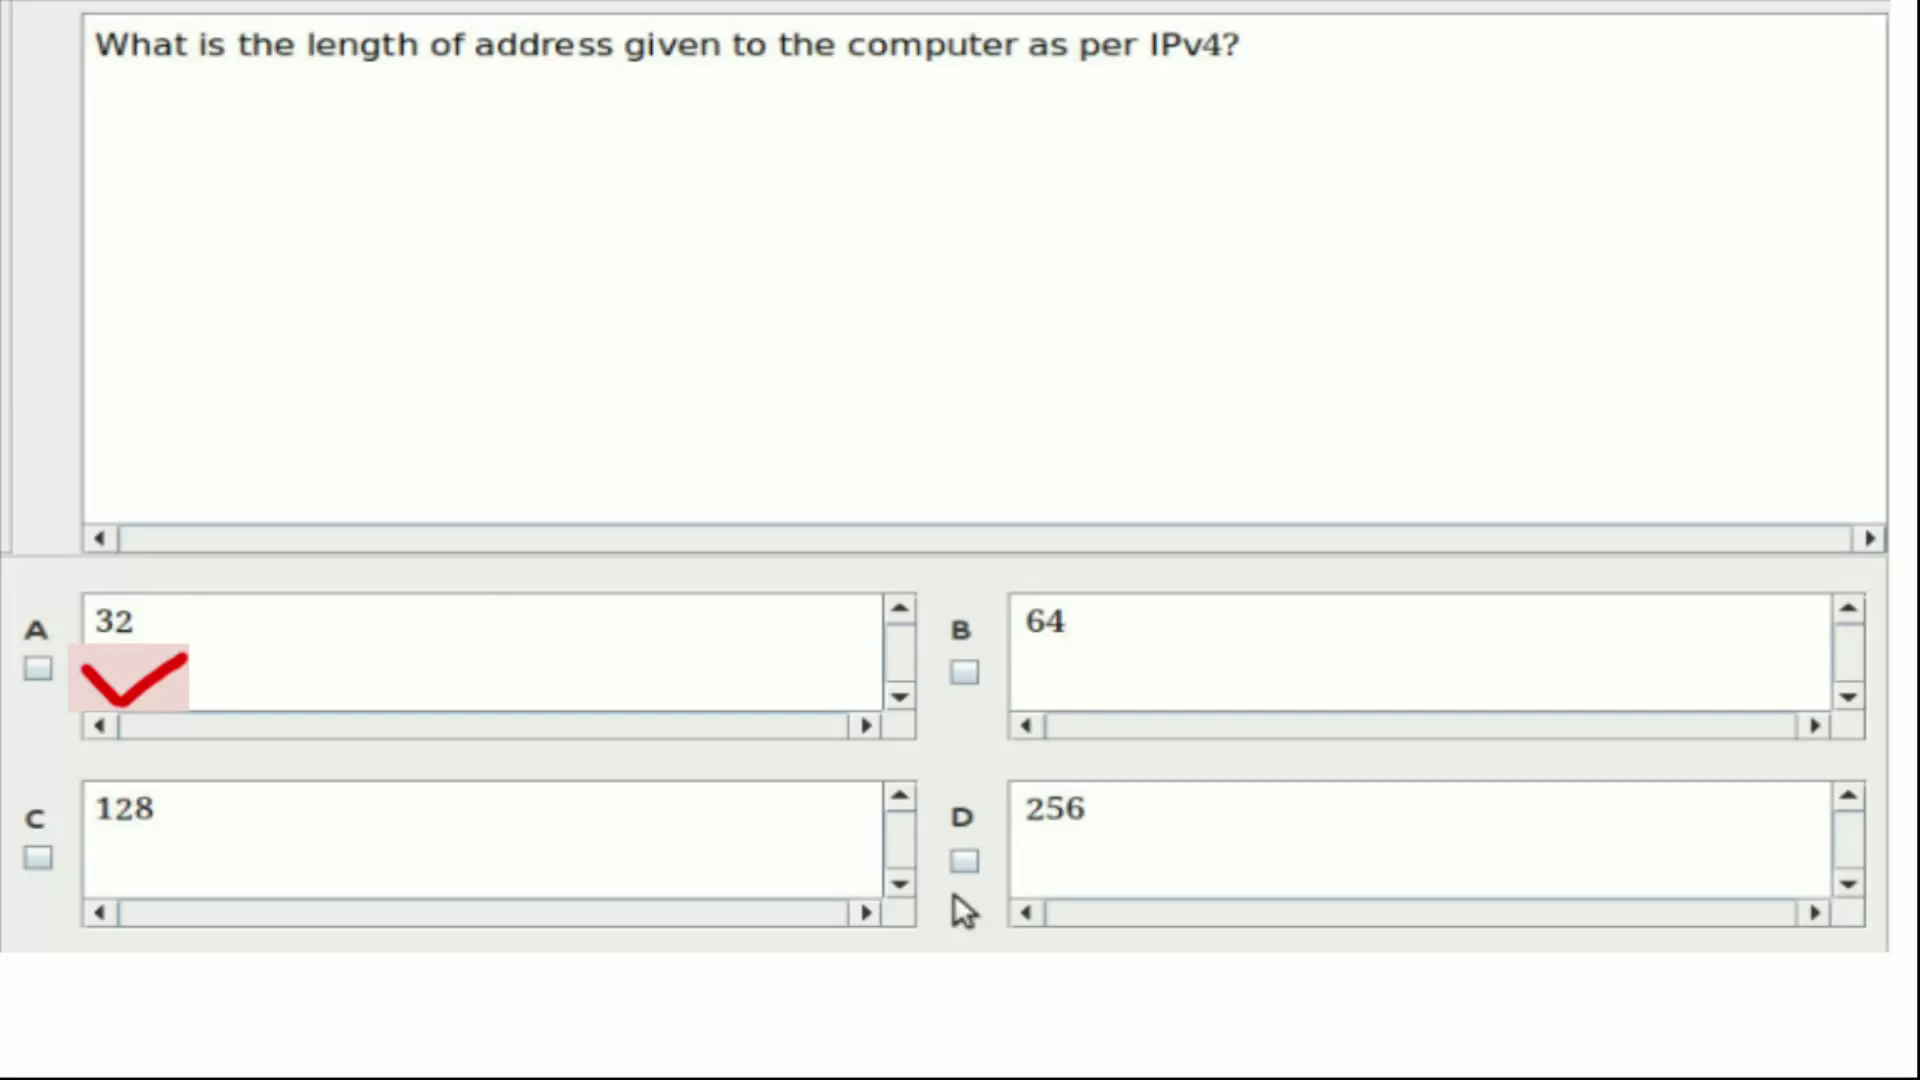 What is the length of address given to the computer as per IPv4?
A
32
B
64
C
128
D
256